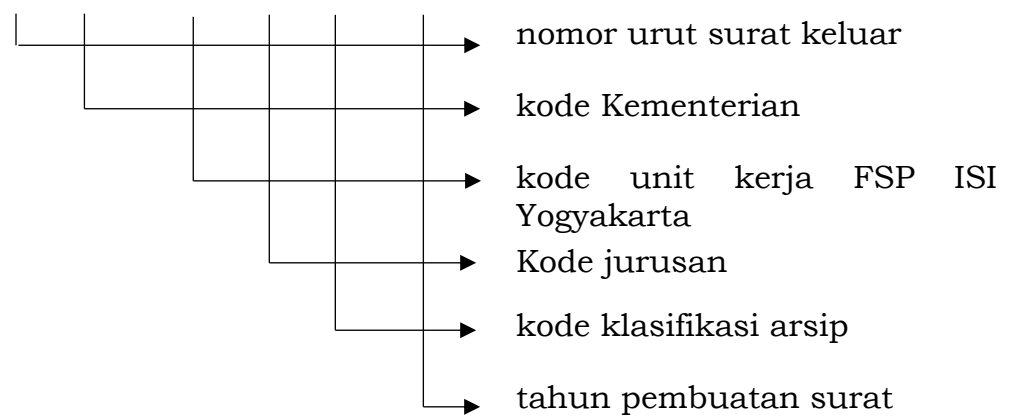 nomor urut surat keluar
kode Kementerian
kode unit kerja FSP ISI
Yogyakarta
Kode jurusan
kode klasifikasi arsip
tahun pembuatan surat